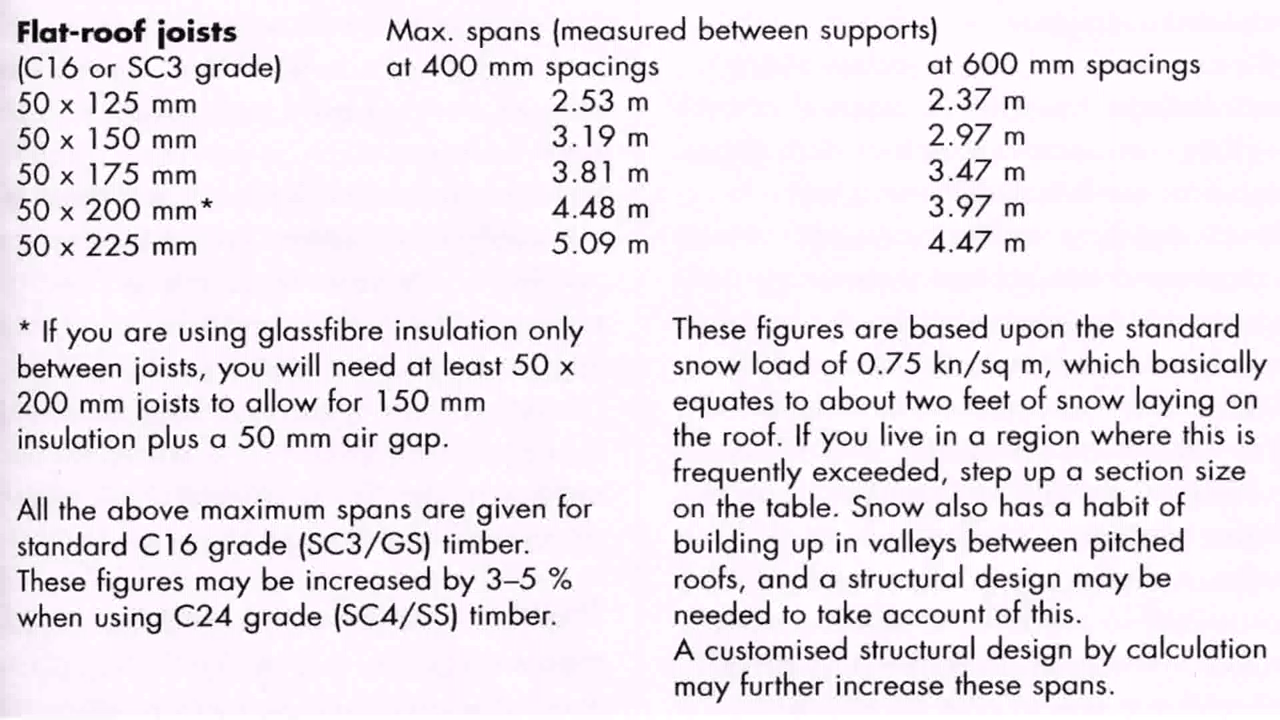 Flat-roof joists Max. spans (measured between supports)
(C16 or SC3 grade) at 400 mm spacings at 600 mm spacings
50 x 125 mm 2.53 m 2.37 m
50 x 150 mm 3.19 m 2.97 m
50 x 175 mm 3.81 m 3.47 m
50 x 200 mm* 4.48 m 3.97 m
50 x 225 mm 5.09 m 4.47 m
* If you are using glassfibre insulation only
between joists, you will need at least 50 x
200 mm joists to allow for 150 mm
insulation plus a 50 mm air gap.
All the above maximum spans are given for
standard C16 grade (SC3/GS) timber.
These figures may be increased by 3–5 %
when using C24 grade (SC4/SS) timber.
These figures are based upon the standard
snow load of 0.75 kn/sq m, which basically
equates to about two feet of snow laying on
the roof. If you live in a region where this is
frequently exceeded, step up a section size
on the table. Snow also has a habit of
building up in valleys between pitched
roofs, and a structural design may be
needed to take account of this.
A customised structural design by calculation
may further increase these spans.